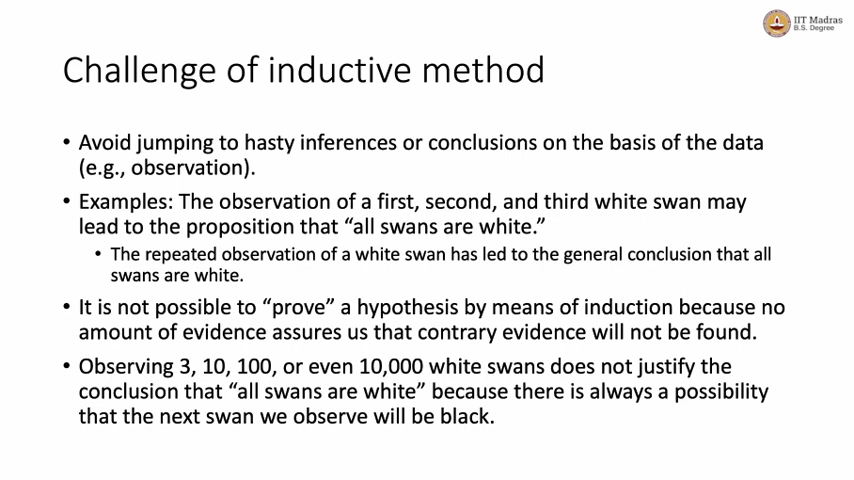 IIT Madras
B.S. Degree
Challenge of inductive method
• Avoid jumping to hasty inferences or conclusions on the basis of the data
(e.g., observation).
• Examples: The observation of a first, second, and third white swan may
lead to the proposition that “all swans are white.”
• The repeated observation of a white swan has led to the general conclusion that all
swans are white.
• It is not possible to “prove” a hypothesis by means of induction because no
amount of evidence assures us that contrary evidence will not be found.
• Observing 3, 10, 100, or even 10,000 white swans does not justify the
conclusion that “all swans are white” because there is always a possibility
that the next swan we observe will be black.